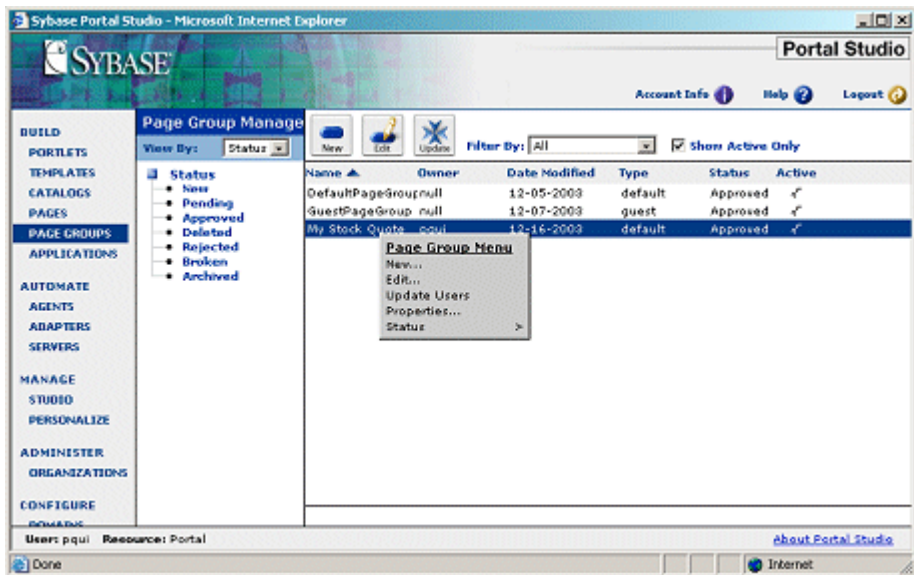 Sybase Portal Studio - Microsoft Internet Explorer
SYBASE
Portal Studio
Account Info Help Logout
BUILD
PORTLETS
TEMPLATES
CATALOGS
PAGES
PAGE GROUPS
APPLICATIONS
AUTOMATE
AGENTS
ADAPTERS
SERVERS
MANAGE
STUDIO
PERSONALIZE
ADMINISTER
ORGANIZATIONS
CONFIGURE
DOMAINS
Page Group Manage
View By: Status
Status
New
Pending
Approved
Deleted
Rejected
Broken
Archived
New Edit Update Filter By: All Show Active Only
Name Owner Date Modified Type Status Active
DefaultPageGroup null 12-05-2003 default Approved
GuestPageGroup null 12-07-2003 guest Approved
My Stock Quote pqui 12-16-2003 default Approved
Page Group Menu
New...
Edit...
Update Users
Properties...
Status >
User: pqui Resource: Portal
About Portal Studio
Done Internet